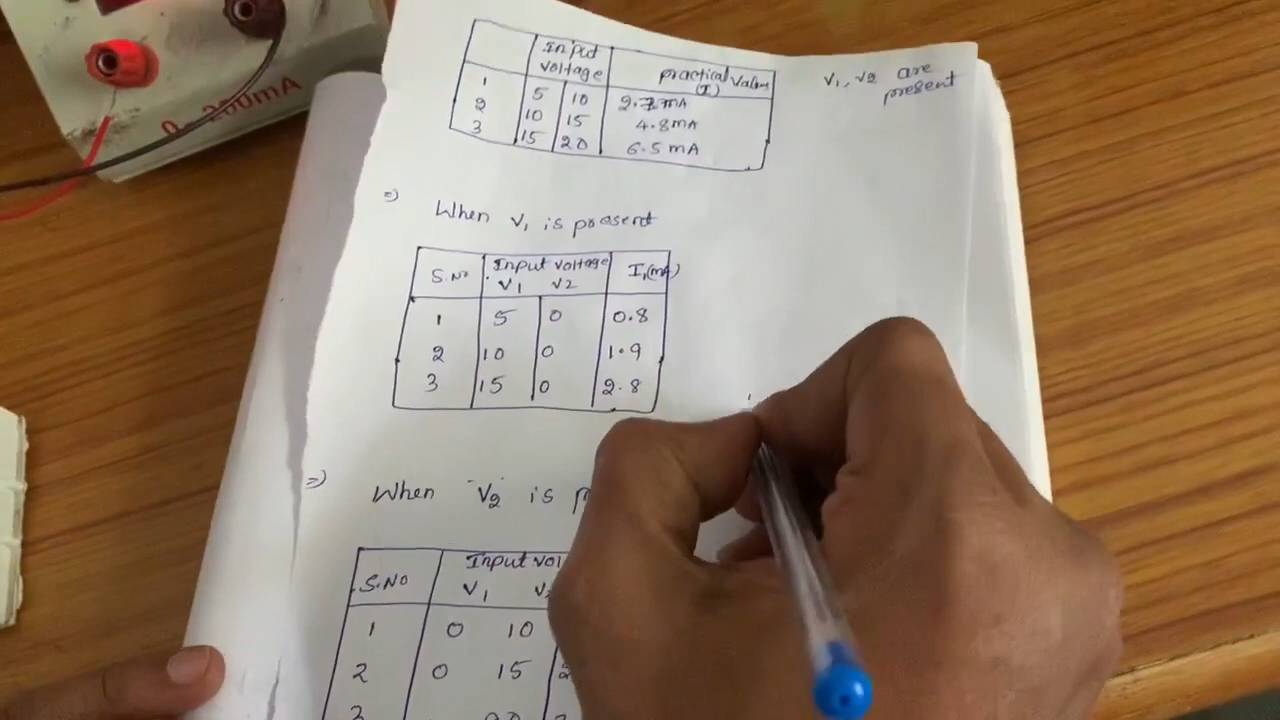 0-200mA
Input voltage practical values (I)
1 5 10 2.7mA
2 10 15 4.8mA
3 15 20 6.5mA
V1, V2 are present
=) When V1 is present
S.No Input voltage I1(mA)
V1 V2
1 5 0 0.8
2 10 0 1.9
3 15 0 2.8
=) When V2 is
S.No Input
V1
1 0 10
2 0 15